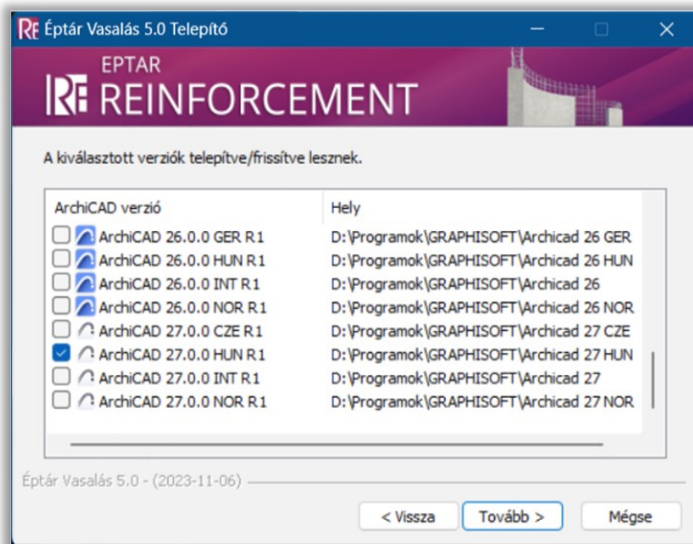 Éptár Vasalás 5.0 Telepítő
EPTAR
RE REINFORCEMENT
A kiválasztott verziók telepítve/frissítve lesznek.
ArchiCAD verzió Hely
ArchiCAD 26.0.0 GER R1 D:\Programok\GRAPHISOFT\Archicad 26 GER
ArchiCAD 26.0.0 HUN R1 D:\Programok\GRAPHISOFT\Archicad 26 HUN
ArchiCAD 26.0.0 INT R1 D:\Programok\GRAPHISOFT\Archicad 26
ArchiCAD 26.0.0 NOR R1 D:\Programok\GRAPHISOFT\Archicad 26 NOR
ArchiCAD 27.0.0 CZE R1 D:\Programok\GRAPHISOFT\Archicad 27 CZE
ArchiCAD 27.0.0 HUN R1 D:\Programok\GRAPHISOFT\Archicad 27 HUN
ArchiCAD 27.0.0 INT R1 D:\Programok\GRAPHISOFT\Archicad 27
ArchiCAD 27.0.0 NOR R1 D:\Programok\GRAPHISOFT\Archicad 27 NOR
Éptár Vasalás 5.0 - (2023-11-06)
< Vissza Tovább > Mégse